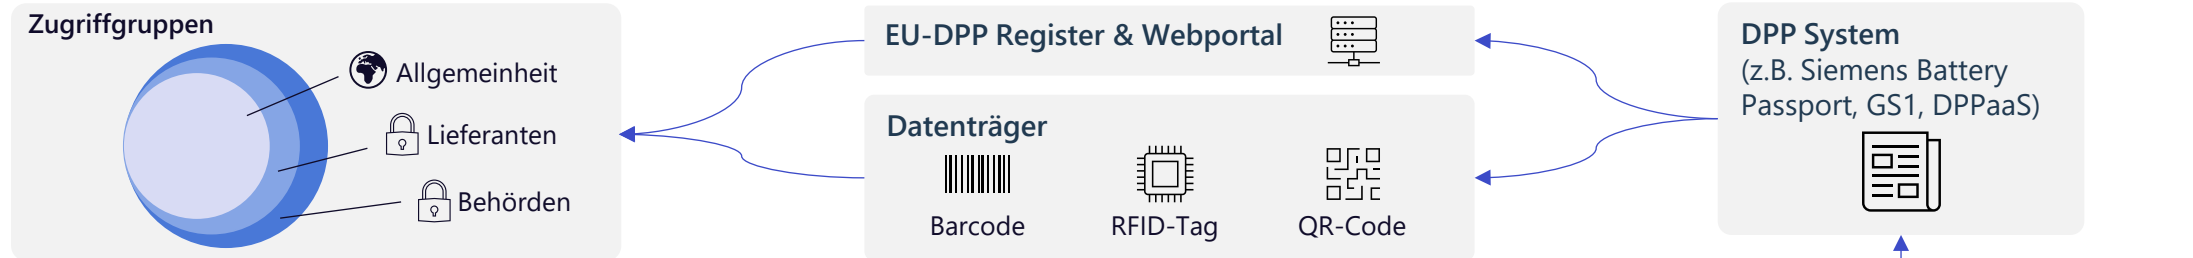 Zugriffgruppen
Allgemeinheit
Lieferanten
Behörden
EU-DPP Register & Webportal
Datenträger
Barcode
RFID-Tag
QR-Code
DPP System
(z.B. Siemens Battery
Passport, GS1, DPPaaS)